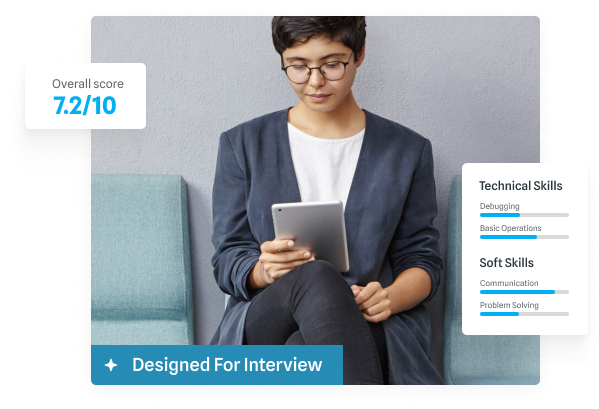 Overall score
7.2/10
Technical Skills
Debugging
Basic Operations
Soft Skills
Communication
Problem Solving
Designed For Interview